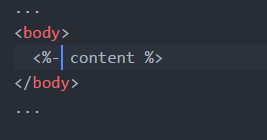 ...
<body>
  <%- content %>
</body>
...